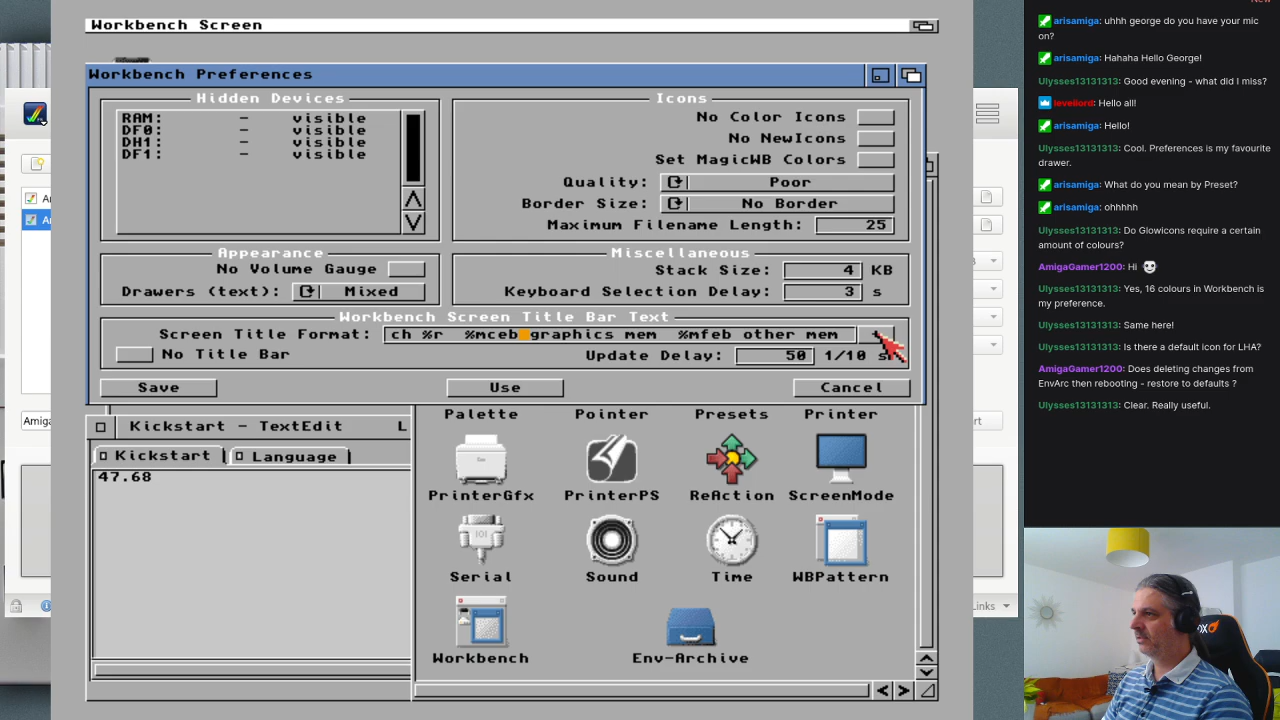 Workbench Screen
Workbench Preferences
Hidden Devices
RAM: - visible
DF0: - visible
DH1: - visible
DF1: - visible
Icons
No Color Icons
No NewIcons
Set MagicWB Colors
Quality: Poor
Border Size: No Border
Maximum Filename Length: 25
Appearance
No Volume Gauge
Drawers (text): Mixed
Miscellaneous
Stack Size: 4 KB
Keyboard Selection Delay: 3 s
Workbench Screen Title Bar Text
Screen Title Format: ch %r %mceb graphics mem %mfeb other mem
No Title Bar
Update Delay: 50 1/10 s
Save Use Cancel
Palette Pointer Presets Printer
Kickstart - TextEdit L
Kickstart Language
47.68
PrinterGfx PrinterPS ReAction ScreenMode
Serial Sound Time WBPattern
Workbench Env-Archive
Amiga
Links
New
arisamiga: uhhh george do you have your mic
on?
arisamiga: Hahaha Hello George!
Ulysses13131313: Good evening - what did I miss?
leveilord: Hello all!
arisamiga: Hello!
Ulysses13131313: Cool. Preferences is my favourite
drawer.
arisamiga: What do you mean by Preset?
arisamiga: ohhhhh
Ulysses13131313: Do Glowicons require a certain
amount of colours?
AmigaGamer1200: Hi
Ulysses13131313: Yes, 16 colours in Workbench is
my preference.
Ulysses13131313: Same here!
Ulysses13131313: Is there a default icon for LHA?
AmigaGamer1200: Does deleting changes from
EnvArc then rebooting - restore to defaults ?
Ulysses13131313: Clear. Really useful.